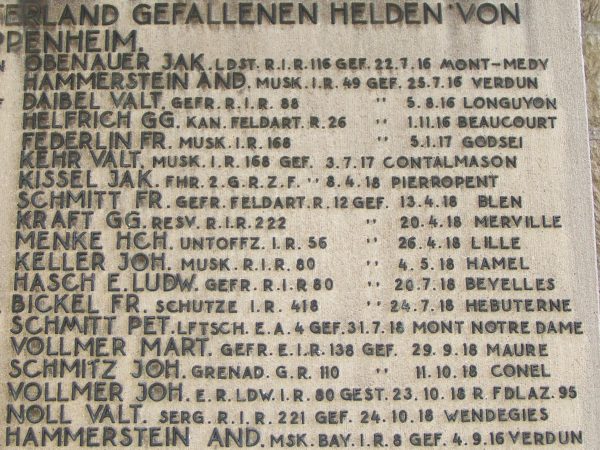 TERLAND GEFALLENEN HELDEN VON
PPENHEIM.
OBENAUER JAK. LDST. R.I.R. 116 GEF. 22.7.16 MONT-MEDY
HAMMERSTEIN AND. MUSK. I.R. 49 GEF. 25.7.16 VERDUN
DAIBEL VALT. GEFR. R.I.R. 88 " 5.8.16 LONGUYON
HELFRICH GG. KAN. FELDART. R. 26 " 1.11.16 BEAUCOURT
FEDERLIN FR. MUSK. I.R. 168 " 5.1.17 GODSEI
KEHR VALT. MUSK. I.R. 168 GEF. 3.7.17 CONTALMASON
KISSEL JAK. FHR. 2. G.R.Z.F. " 8.4.18 PIERROPENT
SCHMITT FR. GEFR. FELDART. R. 12 GEF. 13.4.18 BLEN
KRAFT GG. RESV. R.I.R. 222 " 20.4.18 MERVILLE
MENKE HCH. UNTOFFZ. I.R. 56 " 26.4.18 LILLE
KELLER JOH. MUSK. R.I.R. 80 " 4.5.18 HAMEL
HASCH E. LUDW. GEFR. R.I.R 80 " 20.7.18 BEYELLES
BICKEL FR. SCHUTZE I.R. 418 " 24.7.18 HEBUTERNE
SCHMITT PET. LFTSCH. E.A. 4 GEF. 31.7.18 MONT NOTRE DAME
VOLLMER MART. GEFR. E.I.R. 138 GEF. 29.9.18 MAURE
SCHMITZ JOH. GRENAD. G.R. 110 " 11.10.18 CONEL
VOLLMER JOH. E.R. LDW. I.R. 80 GEST. 23.10.18 R. FDLAZ. 95
NOLL VALT. SERG. R.I.R. 221 GEF. 24.10.18 WENDEGIES
HAMMERSTEIN AND. MSK. BAY. I.R. 8 GEF. 4.9.16 VERDUN